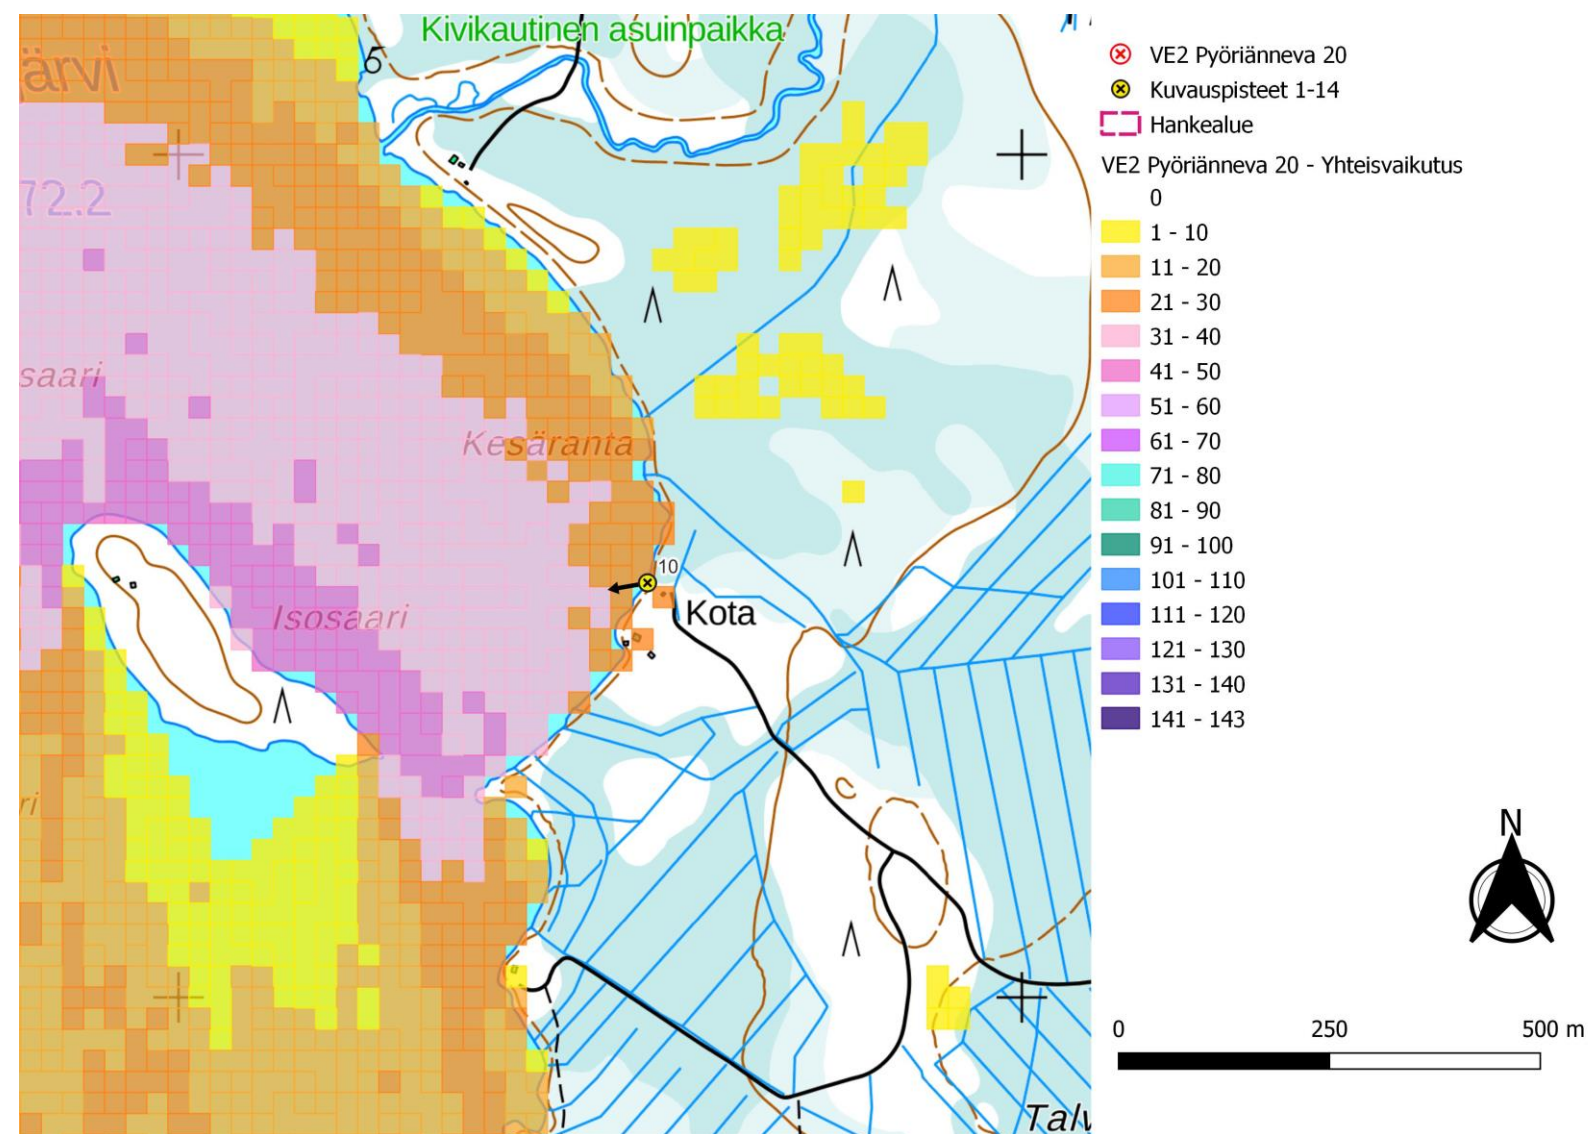 Kivikautinen asuinpaikka
5
järvi
72.2
saari
Kesäranta
10
Kota
Isosaari
ri
Talv
VE2 Pyöriänneva 20
Kuvauspisteet 1-14
Hankealue
VE2 Pyöriänneva 20 - Yhteisvaikutus
0
1 - 10
11 - 20
21 - 30
31 - 40
41 - 50
51 - 60
61 - 70
71 - 80
81 - 90
91 - 100
101 - 110
111 - 120
121 - 130
131 - 140
141 - 143
N
0 250 500 m